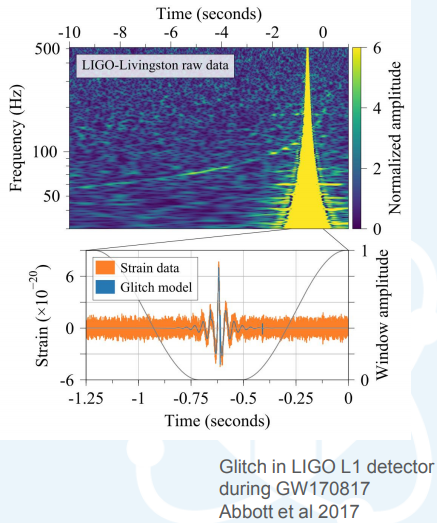 Time (seconds)
-10 -8 -6 -4 -2 0
500
100
50
Frequency (Hz)
LIGO-Livingston raw data
6
4
2
0
Normalized amplitude
6
0
-6
Strain (×10⁻²⁰)
Strain data
Glitch model
1
0
Window amplitude
-1.25 -1 -0.75 -0.5 -0.25 0
Time (seconds)
Glitch in LIGO L1 detector
during GW170817
Abbott et al 2017